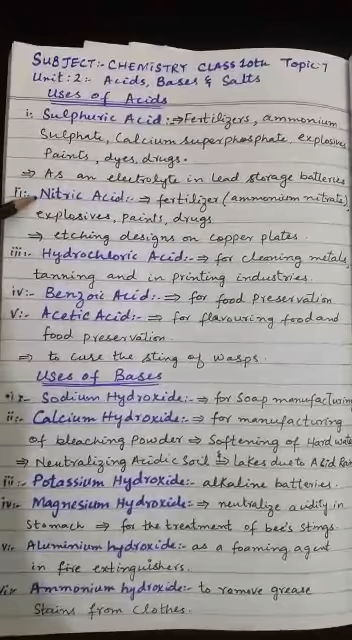 SUBJECT:- CHEMISTRY CLASS 10th Topic:7
Unit:2:- Acids, Bases & Salts
Uses of Acids
i: Sulphuric Acid:⇒ Fertilizers, ammonium
Sulphate, Calcium superphosphate, explosives
Paints, dyes, drugs.
⇒ As an electrolyte in Lead storage batteries
ii:- Nitric Acid:- ⇒ fertilizer (ammonium nitrate),
explosives, paints, drugs
⇒ etching designs on copper plates.
iii:- Hydrochloric Acid:- ⇒ for cleaning metals,
tanning and in printing industries.
iv:- Benzoic Acid:- ⇒ for food preservation
v:- Acetic Acid:- ⇒ for flavouring food and
food preservation.
⇒ to cure the sting of wasps.
Uses of Bases
i:- Sodium Hydroxide:- ⇒ for Soap manufacturing
ii:- Calcium Hydroxide:- ⇒ for manufacturing
of bleaching powder ⇒ Softening of Hard water
⇒ Neutralizing Acidic Soil & ⇒ lakes due to Acid Rain
iii:- Potassium Hydroxide:- alkaline batteries.
iv:- Magnesium Hydroxide:- ⇒ neutralize acidity in
Stomach ⇒ for the treatment of bee's stings.
v:- Aluminium hydroxide:- as a foaming agent
in fire extinguishers.
vi:- Ammonium hydroxide:- to remove grease
Stains from clothes.